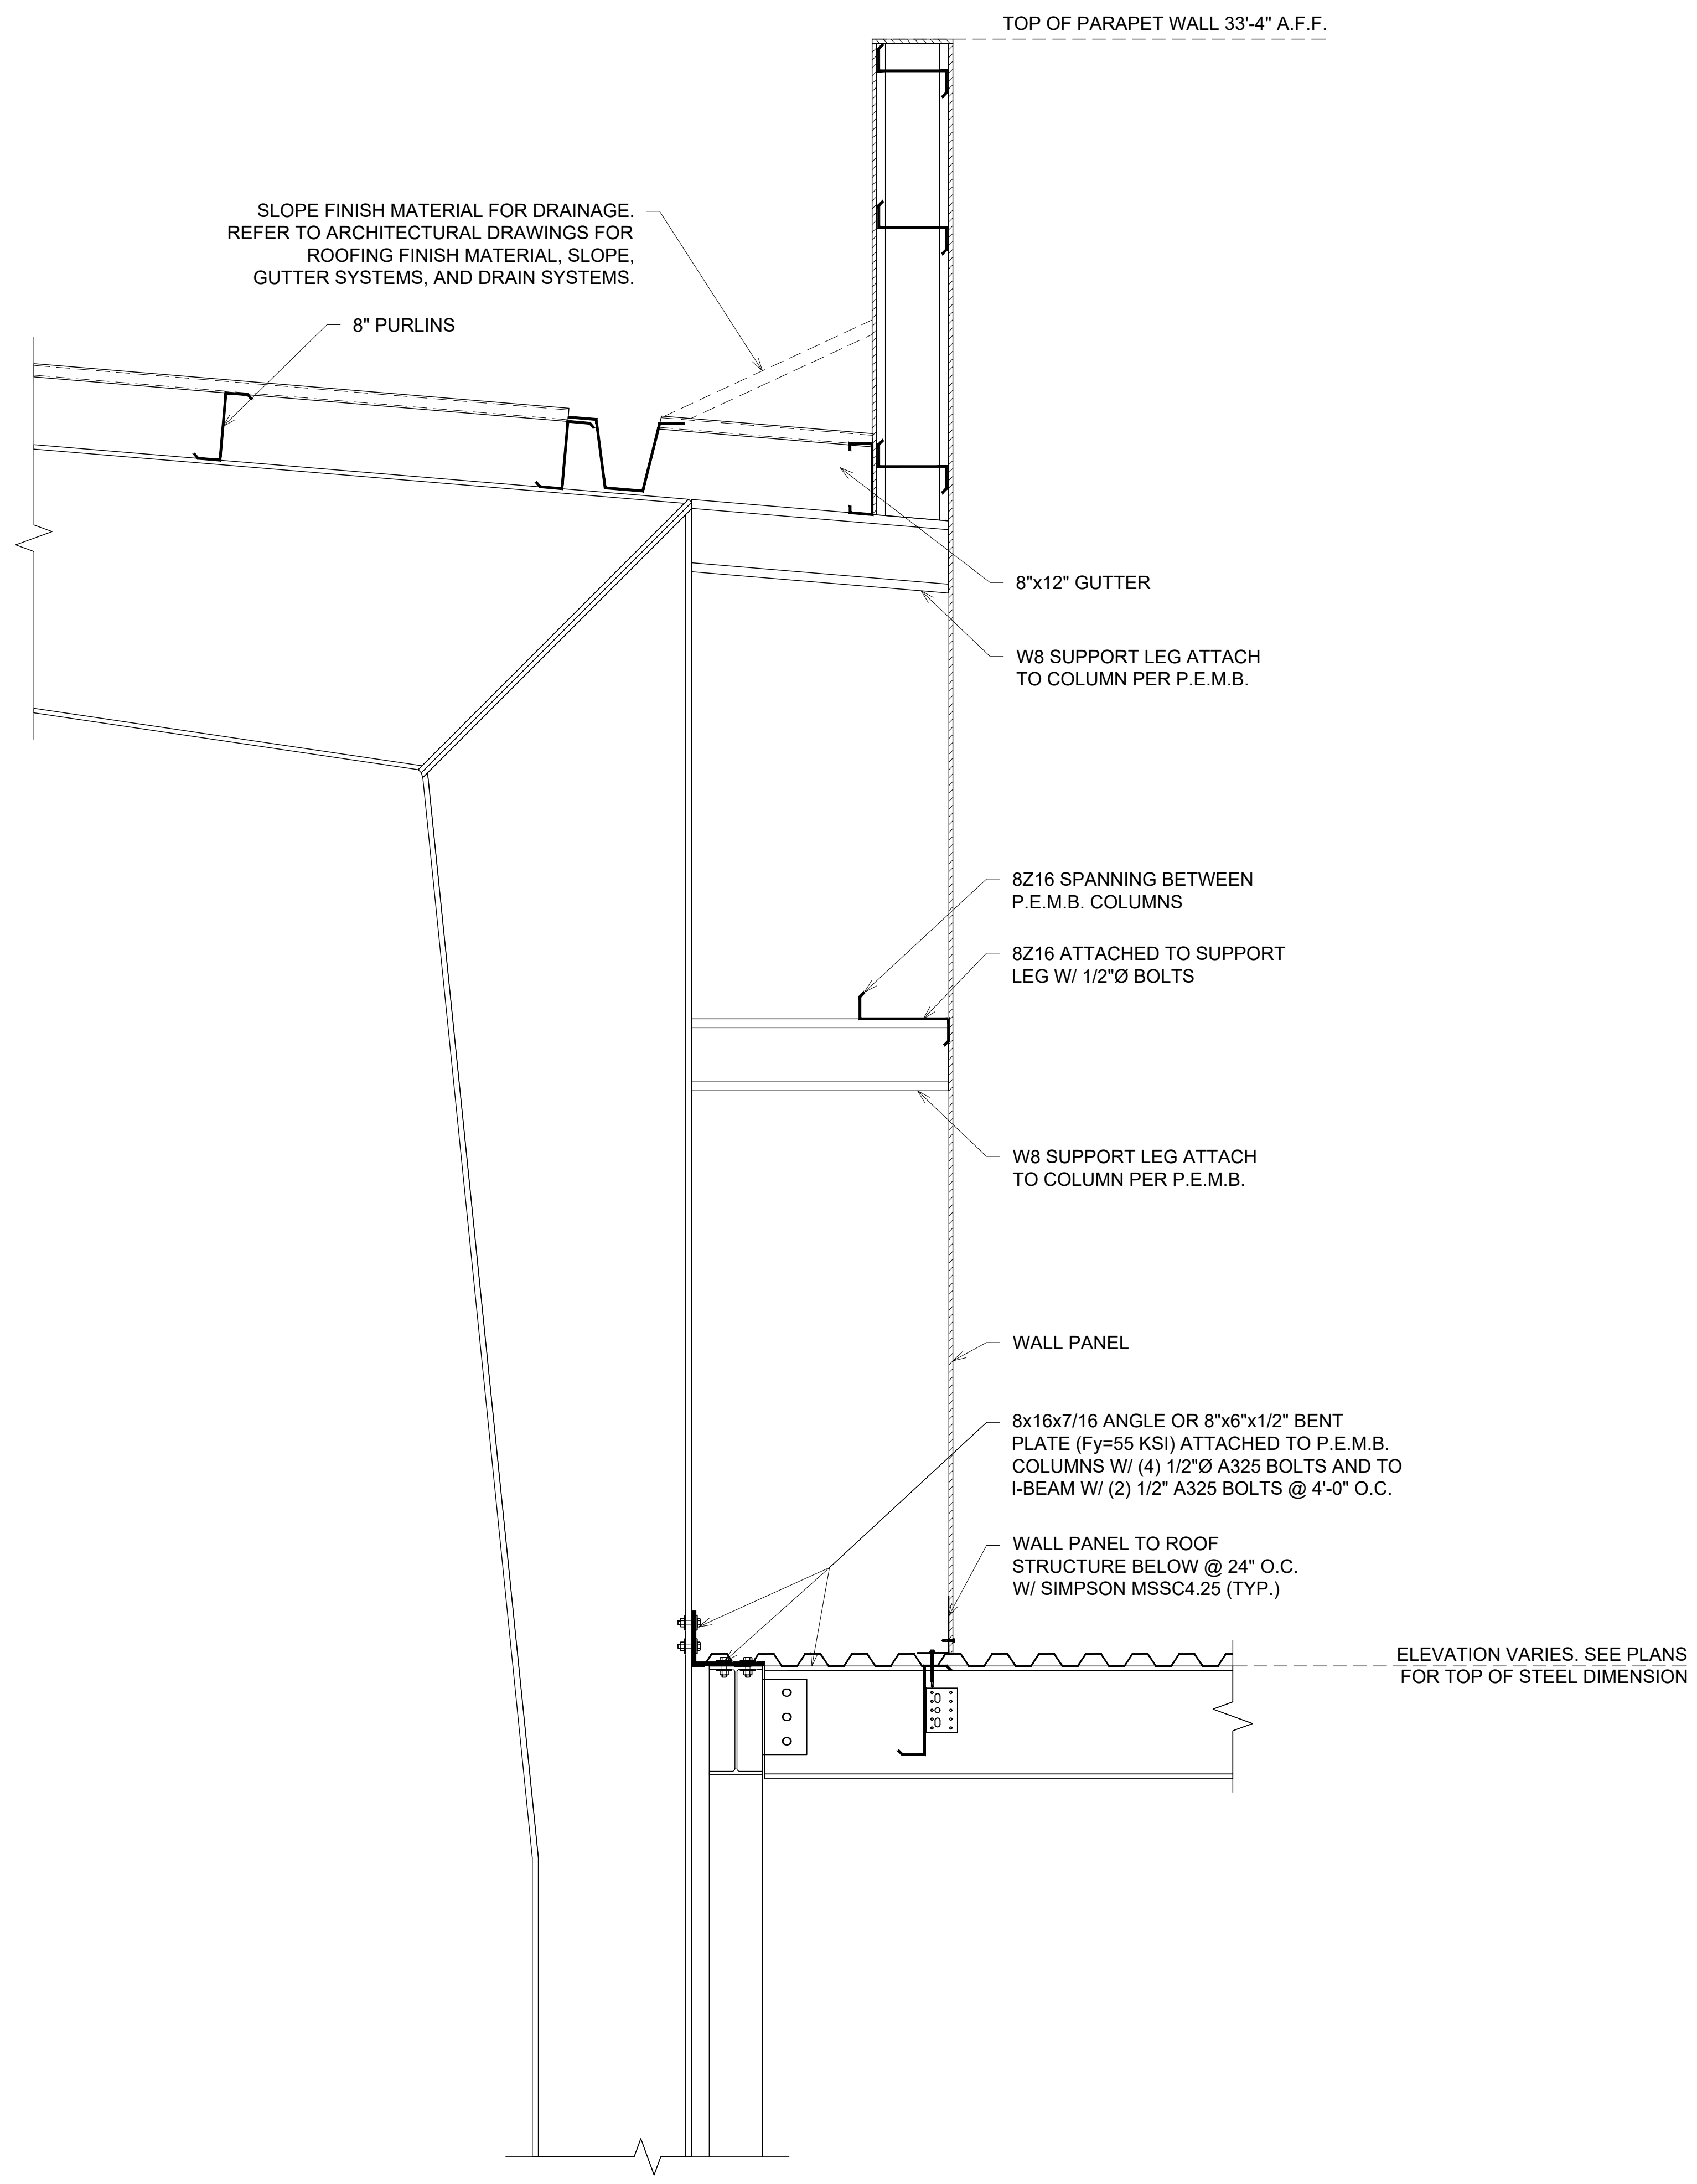 TOP OF PARAPET WALL 33'-4" A.F.F.
SLOPE FINISH MATERIAL FOR DRAINAGE.
REFER TO ARCHITECTURAL DRAWINGS FOR
ROOFING FINISH MATERIAL, SLOPE,
GUTTER SYSTEMS, AND DRAIN SYSTEMS.
8" PURLINS
8"x12" GUTTER
W8 SUPPORT LEG ATTACH
TO COLUMN PER P.E.M.B.
8Z16 SPANNING BETWEEN
P.E.M.B. COLUMNS
8Z16 ATTACHED TO SUPPORT
LEG W/ 1/2"Ø BOLTS
W8 SUPPORT LEG ATTACH
TO COLUMN PER P.E.M.B.
WALL PANEL
8x16x7/16 ANGLE OR 8"x6"x1/2" BENT
PLATE (Fy=55 KSI) ATTACHED TO P.E.M.B.
COLUMNS W/ (4) 1/2"Ø A325 BOLTS AND TO
I-BEAM W/ (2) 1/2" A325 BOLTS @ 4'-0" O.C.
WALL PANEL TO ROOF
STRUCTURE BELOW @ 24" O.C.
W/ SIMPSON MSSC4.25 (TYP.)
ELEVATION VARIES. SEE PLANS
FOR TOP OF STEEL DIMENSION